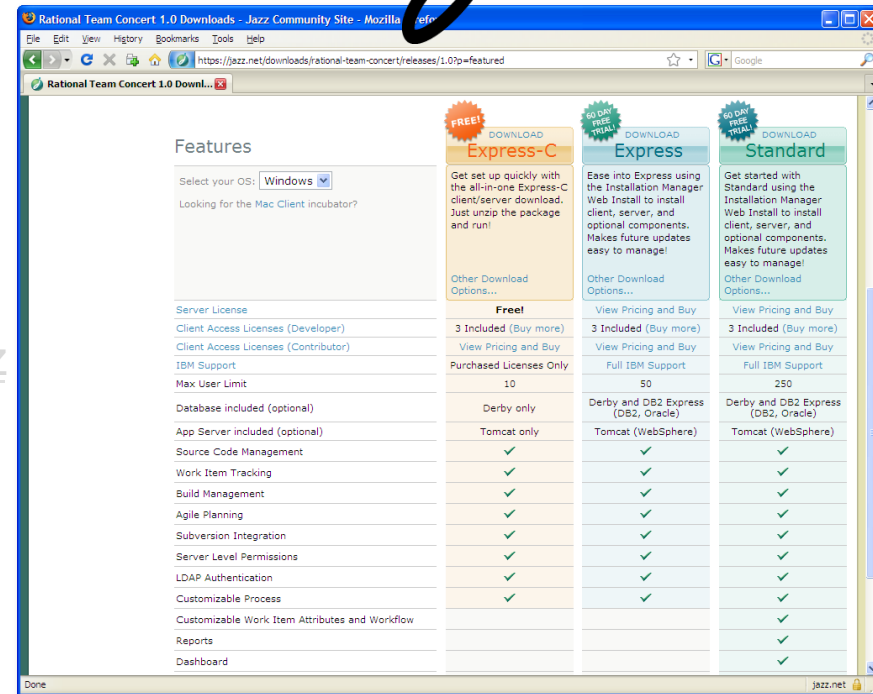 Rational Team Concert 1.0 Downloads - Jazz Community Site - Mozilla
File Edit View History Bookmarks Tools Help
https://jazz.net/downloads/rational-team-concert/releases/1.0?p=featured
G Google
Rational Team Concert 1.0 Downl...
FREE!
60 DAY FREE TRIAL!
60 DAY FREE TRIAL!
DOWNLOAD DOWNLOAD DOWNLOAD
Features Express-C Express Standard
Select your OS: Windows
Looking for the Mac Client incubator?
Get set up quickly with
the all-in-one Express-C
client/server download.
Just unzip the package
and run!
Other Download
Options...
Ease into Express using
the Installation Manager
Web Install to install
client, server, and
optional components.
Makes future updates
easy to manage!
Other Download
Options...
Get started with
Standard using the
Installation Manager
Web Install to install
client, server, and
optional components.
Makes future updates
easy to manage!
Other Download
Options...
Server License Free! View Pricing and Buy View Pricing and Buy
Client Access Licenses (Developer) 3 Included (Buy more) 3 Included (Buy more) 3 Included (Buy more)
Client Access Licenses (Contributor) View Pricing and Buy View Pricing and Buy View Pricing and Buy
IBM Support Purchased Licenses Only Full IBM Support Full IBM Support
Max User Limit 10 50 250
Database included (optional) Derby only Derby and DB2 Express (DB2, Oracle) Derby and DB2 Express (DB2, Oracle)
App Server included (optional) Tomcat only Tomcat (WebSphere) Tomcat (WebSphere)
Source Code Management ✓ ✓ ✓
Work Item Tracking ✓ ✓ ✓
Build Management ✓ ✓ ✓
Agile Planning ✓ ✓ ✓
Subversion Integration ✓ ✓ ✓
Server Level Permissions ✓ ✓ ✓
LDAP Authentication ✓ ✓ ✓
Customizable Process ✓ ✓ ✓
Customizable Work Item Attributes and Workflow ✓
Reports ✓
Dashboard ✓
Done jazz.net